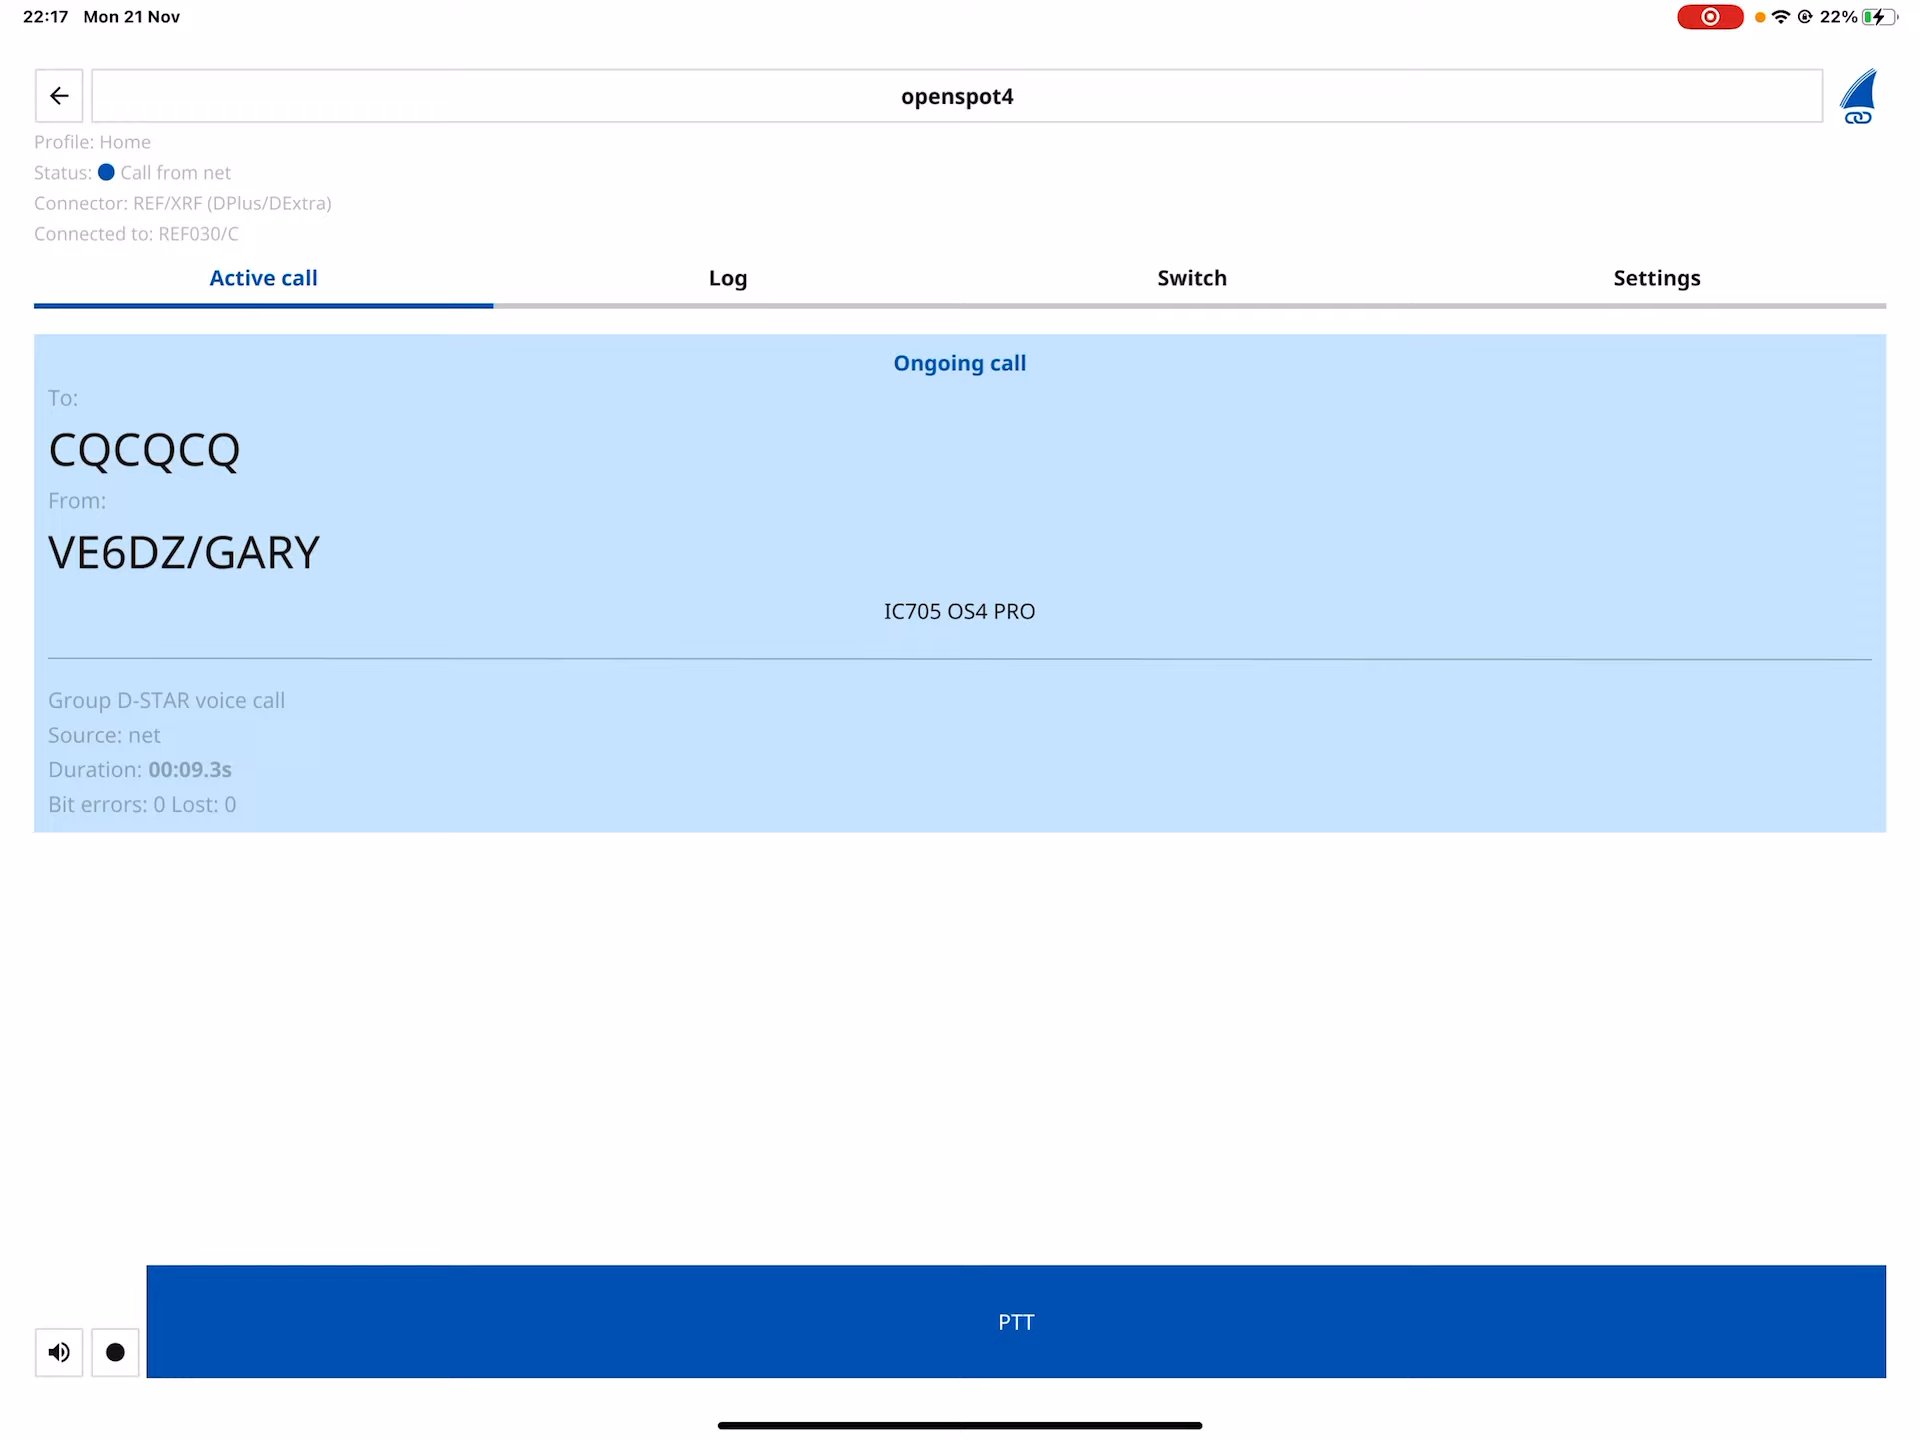 22:17 Mon 21 Nov
22%
openspot4
Profile: Home
Status: Call from net
Connector: REF/XRF (DPlus/DExtra)
Connected to: REF030/C
Active call Log Switch Settings
Ongoing call
To:
CQCQCQ
From:
VE6DZ/GARY
IC705 OS4 PRO
Group D-STAR voice call
Source: net
Duration: 00:09.3s
Bit errors: 0 Lost: 0
PTT